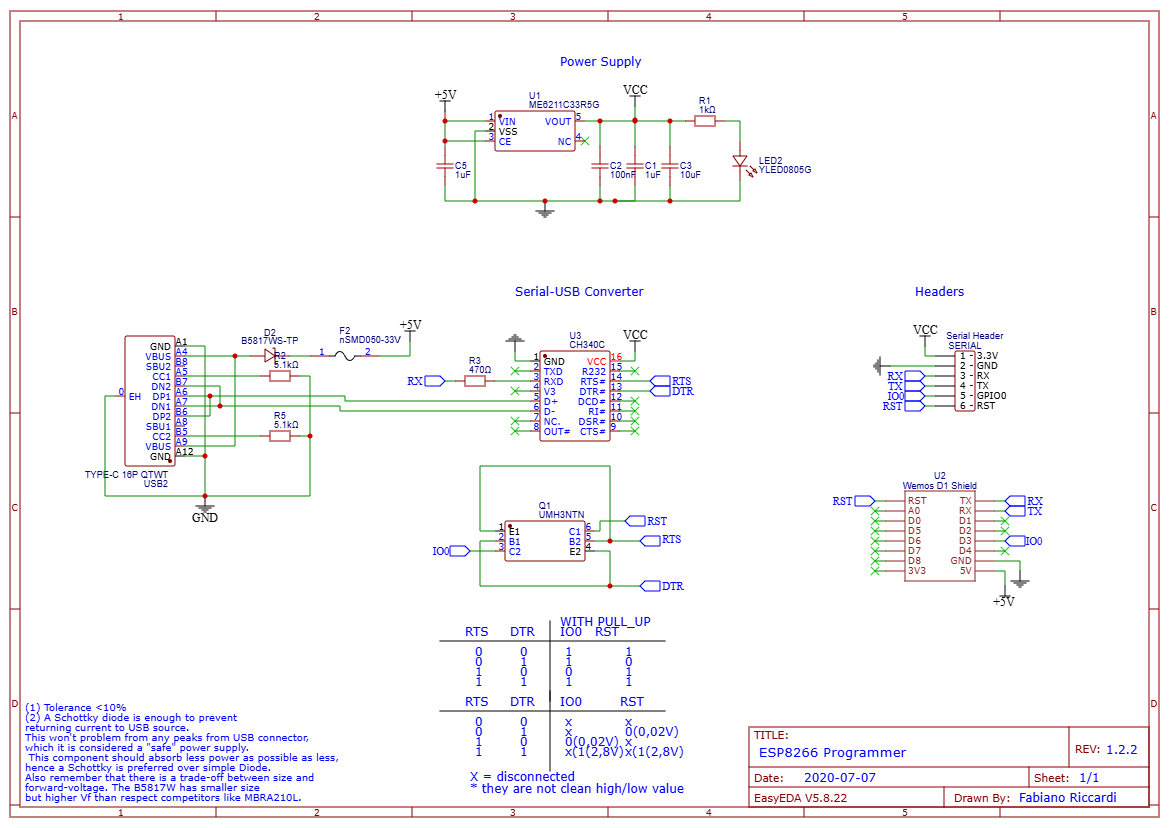 1 2 3 4 5
A A
B B
C C
D D
Power Supply
+5V
U1
ME6211C33R5G
1 VIN VOUT 5
2 VSS
3 CE NC 4
VCC
R1
1kΩ
C5
1uF
C2
100nF
C1
1uF
C3
10uF
LED2
YLED0805G
Serial-USB Converter
Headers
GND A1
VBUS A4
SBU2 B8
CC1 A5
DN2 B7
0 EH DP1 A6
DN1 A7
DP2 B6
SBU1 A8
CC2 B5
VBUS A9
GND A12
TYPE-C 16P QTWT
USB2
D2
B5817WS-TP
R2
5.1kΩ
R5
5.1kΩ
F2
nSMD050-33V
1 2
+5V
GND
RX
R3
470Ω
U3
CH340C
VCC
1 GND VCC 16
2 TXD R232 15
3 RXD RTS# 14 RTS
4 V3 DTR# 13 DTR
5 D+ DCD# 12
6 D- RI# 11
7 NC. DSR# 10
8 OUT# CTS# 9
VCC
Serial Header
SERIAL
1 - 3.3V
2 - GND
RX 3 - RX
TX 4 - TX
IO0 5 - GPIO0
RST 6 - RST
Q1
UMH3NTN
1 E1 C1 6 RST
2 B1 B2 5 RTS
IO0 3 C2 E2 4
DTR
U2
Wemos D1 Shield
RST RST TX RX
A0 RX TX
D0 D1
D5 D2
D6 D3 IO0
D7 D4
D8 GND
3V3 5V
+5V
WITH PULL_UP
RTS DTR IO0 RST
0 0 1 1
0 1 1 0
1 0 0 1
1 1 1 1
RTS DTR IO0 RST
0 0 x x
0 1 x 0(0,02V)
1 0 0(0,02V) x
1 1 x(1(2,8V)x(1(2,8V)
X = disconnected
* they are not clean high/low value
(1) Tolerance <10%
(2) A Schottky diode is enough to prevent
returning current to USB source.
This won't problem from any peaks from USB connector,
which it is considered a "safe" power supply.
This component should absorb less power as possible as less,
hence a Schottky is preferred over simple Diode.
Also remember that there is a trade-off between size and
forward-voltage. The B5817W has smaller size
but higher Vf than respect competitors like MBRA210L.
TITLE:
ESP8266 Programmer
REV: 1.2.2
Date: 2020-07-07
Sheet: 1/1
EasyEDA V5.8.22
Drawn By: Fabiano Riccardi
1 2 3 4 5